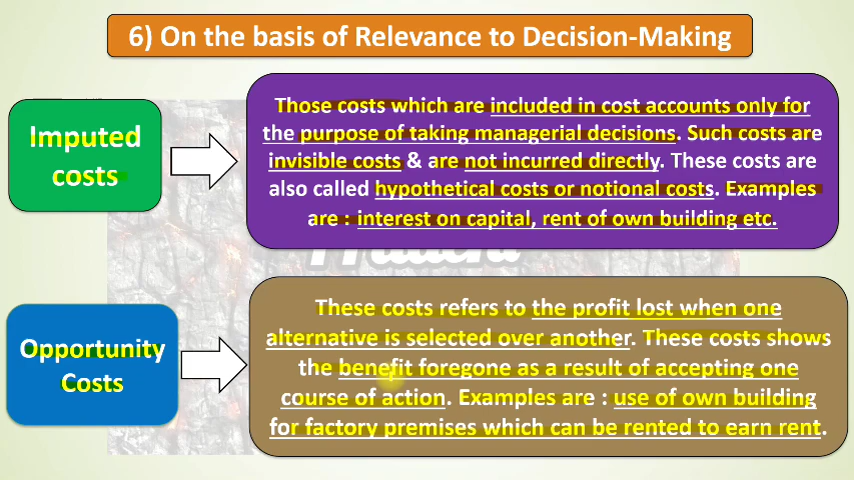 6) On the basis of Relevance to Decision-Making
Imputed
costs
Those costs which are included in cost accounts only for
the purpose of taking managerial decisions. Such costs are
invisible costs & are not incurred directly. These costs are
also called hypothetical costs or notional costs. Examples
are : interest on capital, rent of own building etc.
Opportunity
Costs
These costs refers to the profit lost when one
alternative is selected over another. These costs shows
the benefit foregone as a result of accepting one
course of action. Examples are : use of own building
for factory premises which can be rented to earn rent.